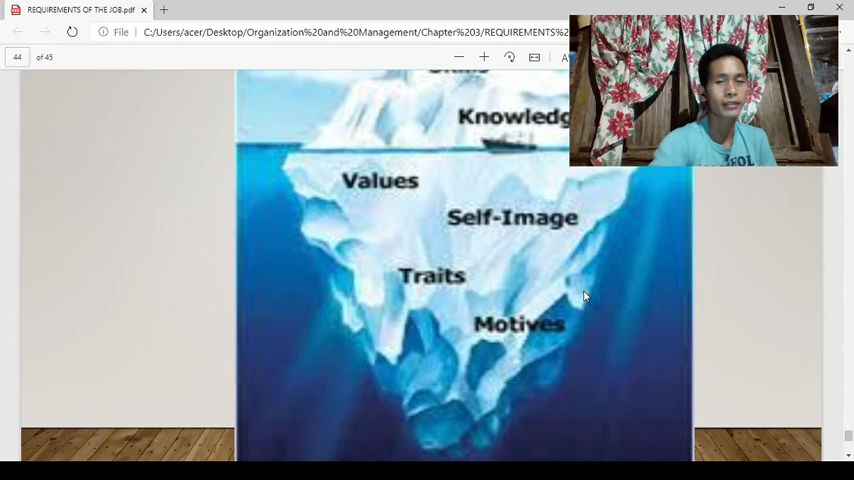 REQUIREMENTS OF THE JOB.pdf
File
C:/Users/acer/Desktop/Organization%20and%20Management/Chapter%203/REQUIREMENTS%2
44 of 45
Knowledg
Values
Self-Image
Traits
Motives